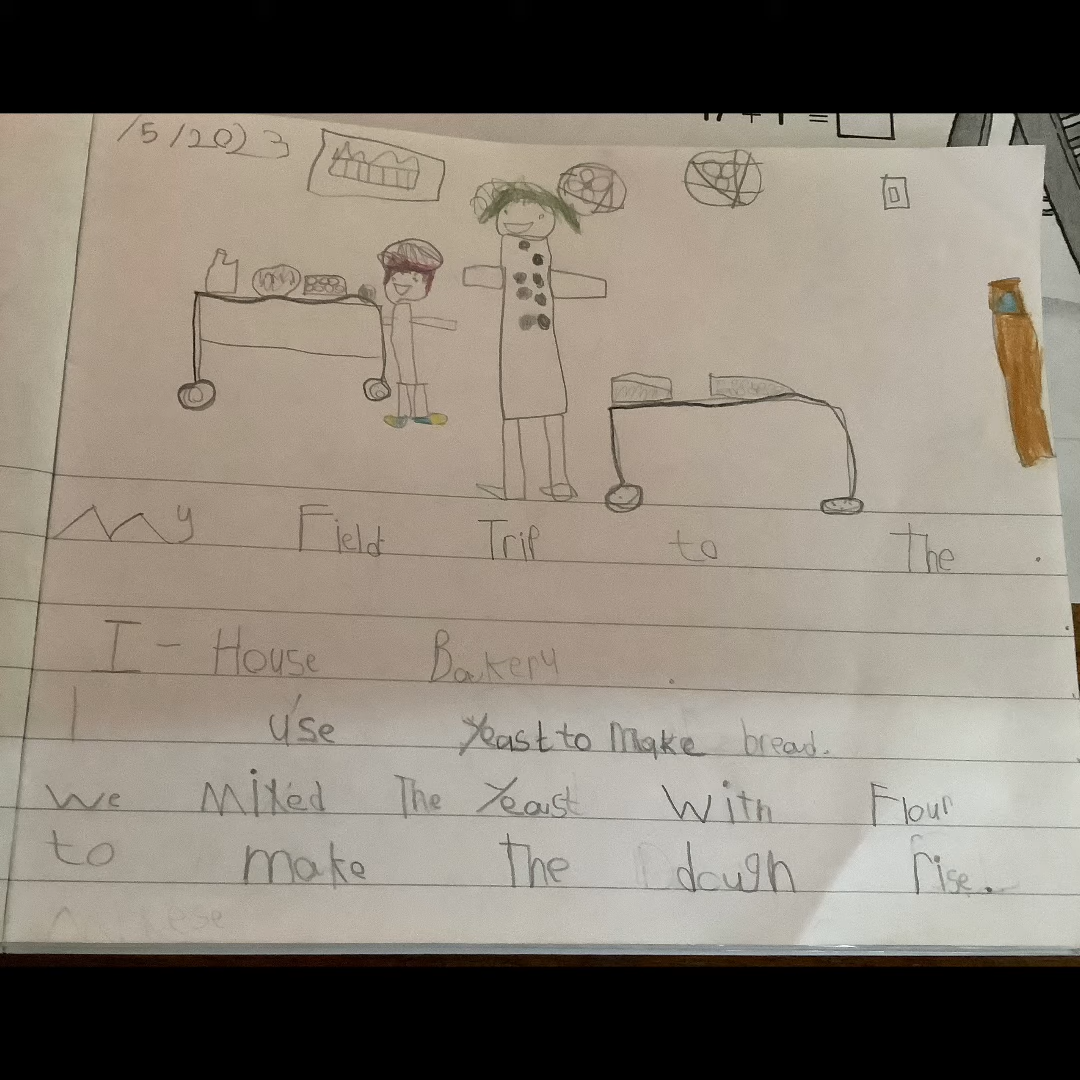 /5/2023
My Field Trip to The .
I - House Bakery .
I use Yeast to Make bread.
We Mixed The Yeast With Flour
to make The dough rise.